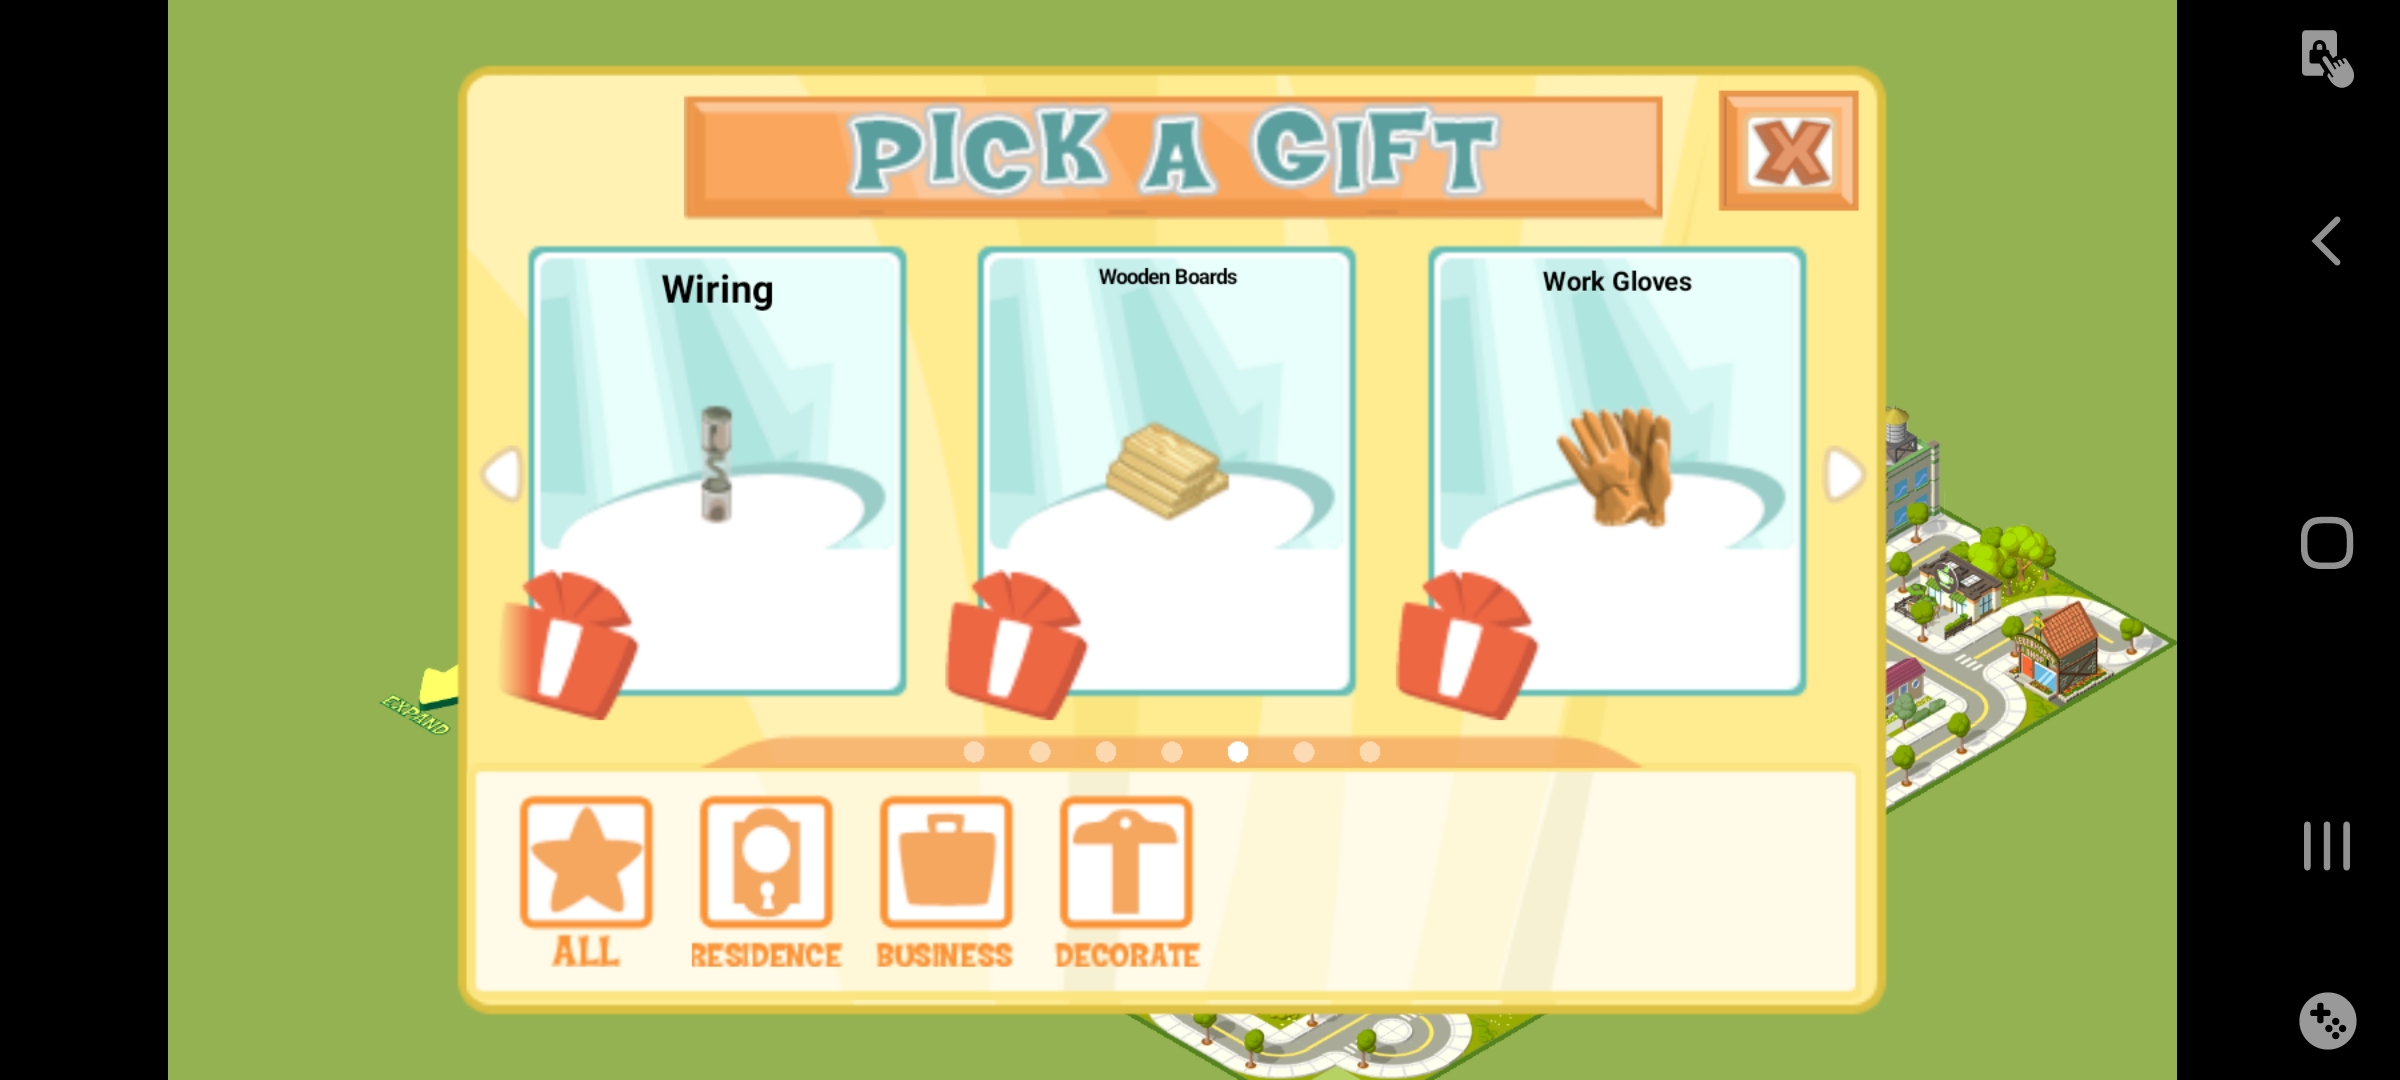 PICK A GIFT
X
Wiring
Wooden Boards
Work Gloves
EXPAND
ALL
RESIDENCE
BUSINESS
DECORATE